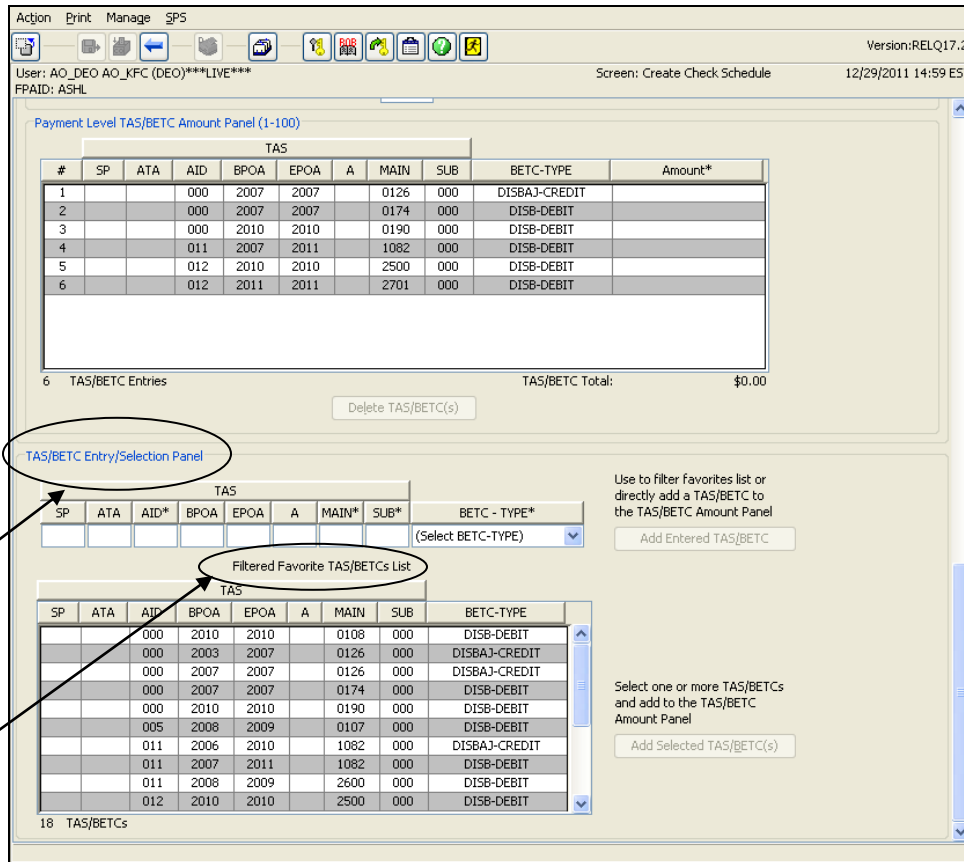 Action Print Manage SPS
Version:RELQ17.2
User: AO_DEO AO_KFC (DEO)***LIVE*** Screen: Create Check Schedule 12/29/2011 14:59 ES
FPAID: ASHL
Payment Level TAS/BETC Amount Panel (1-100)
TAS
# SP ATA AID BPOA EPOA A MAIN SUB BETC-TYPE Amount*
1 000 2007 2007 0126 000 DISBAJ-CREDIT
2 000 2007 2007 0174 000 DISB-DEBIT
3 000 2010 2010 0190 000 DISB-DEBIT
4 011 2007 2011 1082 000 DISB-DEBIT
5 012 2010 2010 2500 000 DISB-DEBIT
6 012 2011 2011 2701 000 DISB-DEBIT
6 TAS/BETC Entries TAS/BETC Total: $0.00
Delete TAS/BETC(s)
TAS/BETC Entry/Selection Panel
TAS
SP ATA AID* BPOA EPOA A MAIN* SUB* BETC - TYPE*
(Select BETC-TYPE)
Use to filter favorites list or
directly add a TAS/BETC to
the TAS/BETC Amount Panel
Add Entered TAS/BETC
Filtered Favorite TAS/BETCs List
TAS
SP ATA AID BPOA EPOA A MAIN SUB BETC-TYPE
000 2010 2010 0108 000 DISB-DEBIT
000 2003 2007 0126 000 DISBAJ-CREDIT
000 2007 2007 0126 000 DISBAJ-CREDIT
000 2007 2007 0174 000 DISB-DEBIT
000 2010 2010 0190 000 DISB-DEBIT
005 2008 2009 0107 000 DISB-DEBIT
011 2006 2010 1082 000 DISBAJ-CREDIT
011 2007 2011 1082 000 DISB-DEBIT
011 2008 2009 2600 000 DISB-DEBIT
012 2010 2010 2500 000 DISB-DEBIT
Select one or more TAS/BETCs
and add to the TAS/BETC
Amount Panel
Add Selected TAS/BETC(s)
18 TAS/BETCs